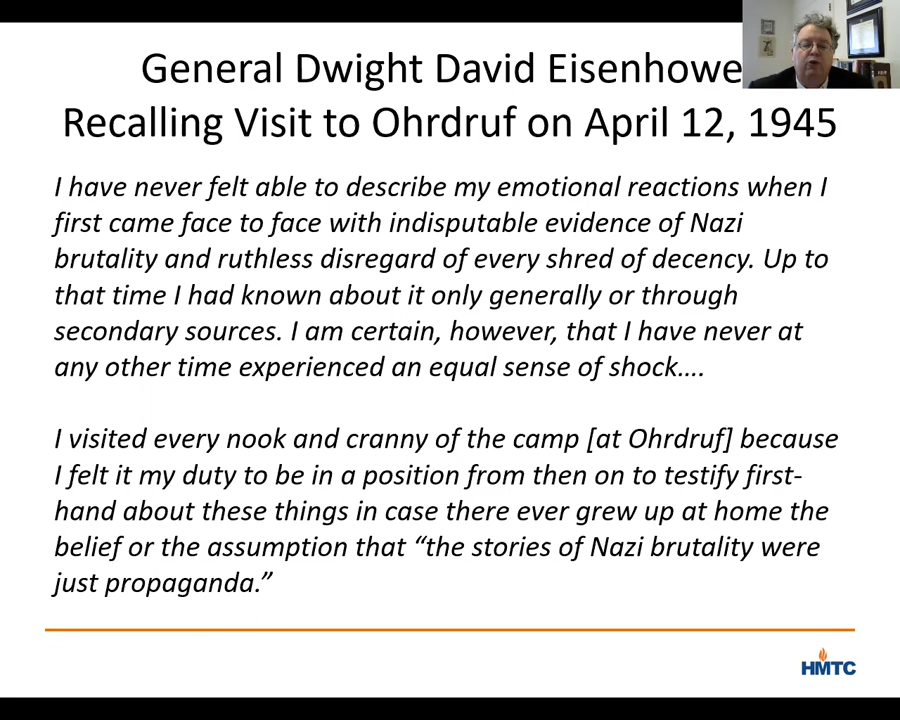 General Dwight David Eisenhowe
Recalling Visit to Ohrdruf on April 12, 1945
I have never felt able to describe my emotional reactions when I
first came face to face with indisputable evidence of Nazi
brutality and ruthless disregard of every shred of decency. Up to
that time I had known about it only generally or through
secondary sources. I am certain, however, that I have never at
any other time experienced an equal sense of shock….
I visited every nook and cranny of the camp [at Ohrdruf] because
I felt it my duty to be in a position from then on to testify first-
hand about these things in case there ever grew up at home the
belief or the assumption that “the stories of Nazi brutality were
just propaganda.”
HMTC